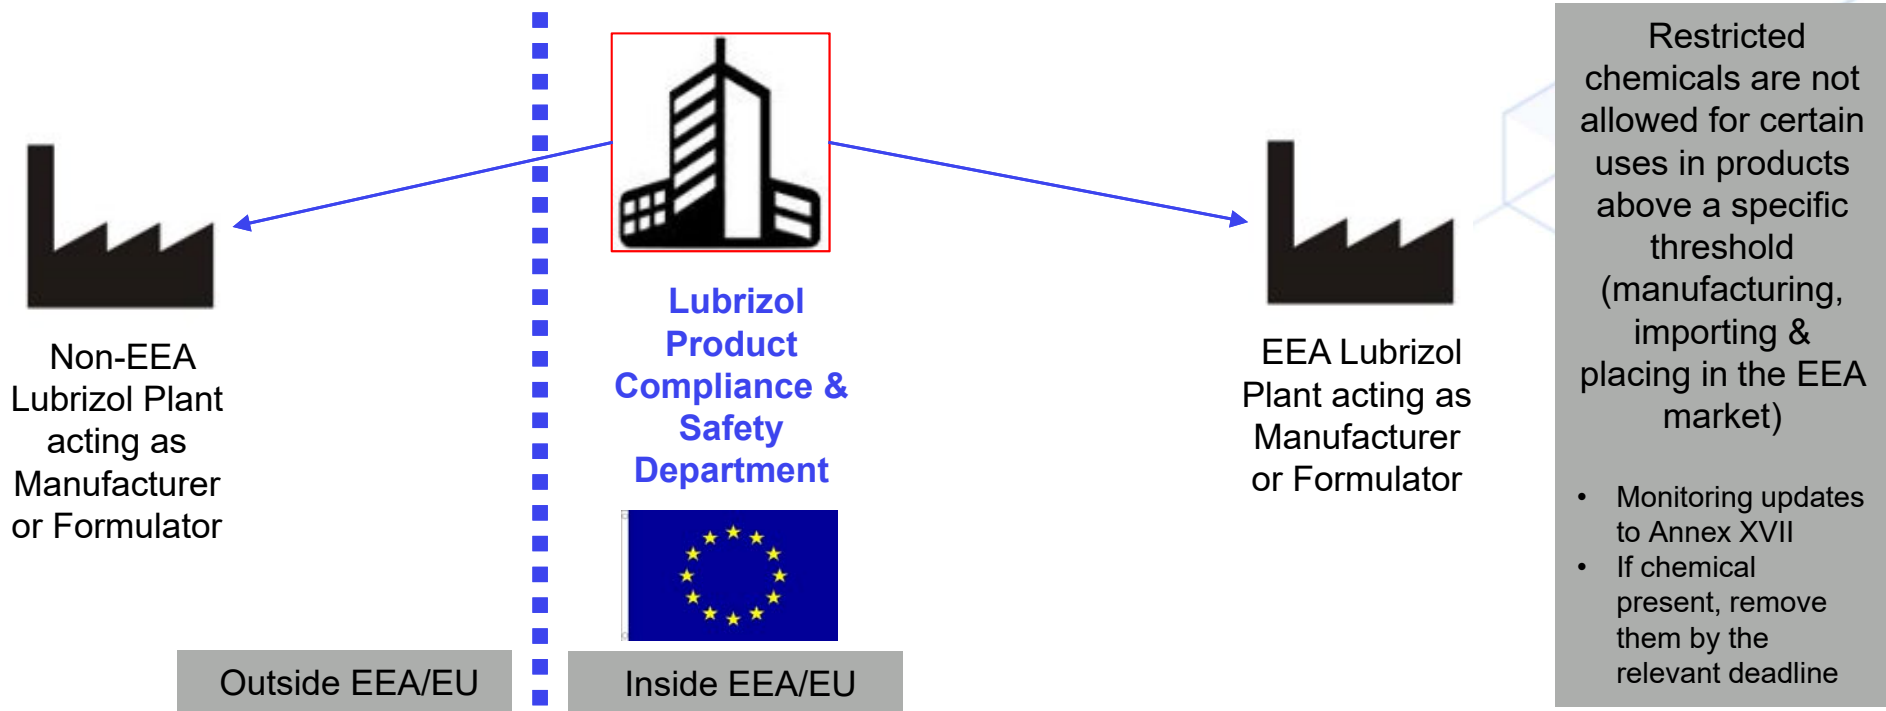 Non-EEA
Lubrizol Plant
acting as
Manufacturer
or Formulator
Outside EEA/EU
Lubrizol
Product
Compliance &
Safety
Department
Inside EEA/EU
EEA Lubrizol
Plant acting as
Manufacturer
or Formulator
Restricted
chemicals are not
allowed for certain
uses in products
above a specific
threshold
(manufacturing,
importing &
placing in the EEA
market)
• Monitoring updates
to Annex XVII
• If chemical
present, remove
them by the
relevant deadline